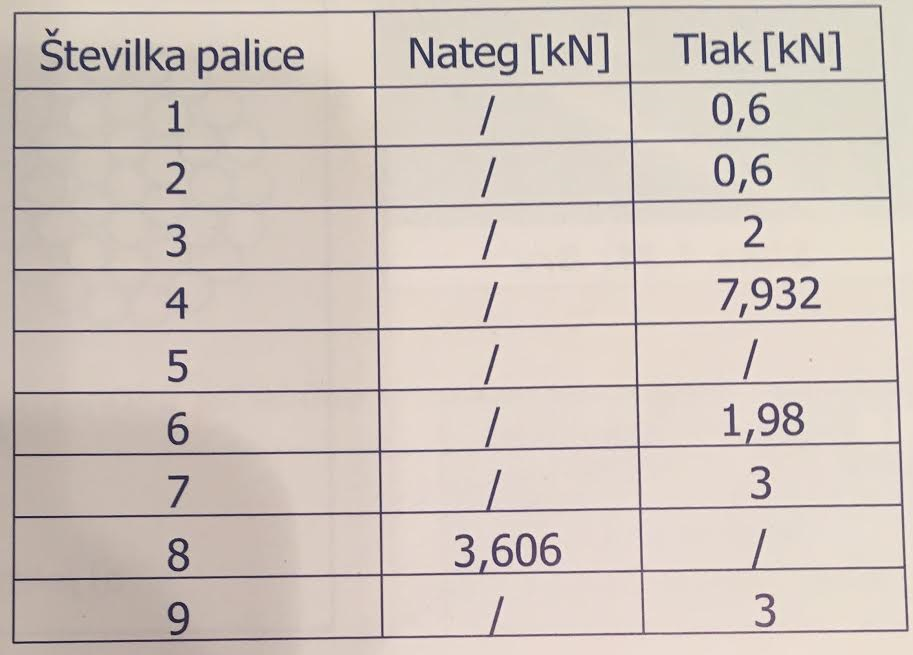 Številka palice Nateg [kN] Tlak [kN]
1 / 0,6
2 / 0,6
3 / 2
4 / 7,932
5 / /
6 / 1,98
7 / 3
8 3,606 /
9 / 3